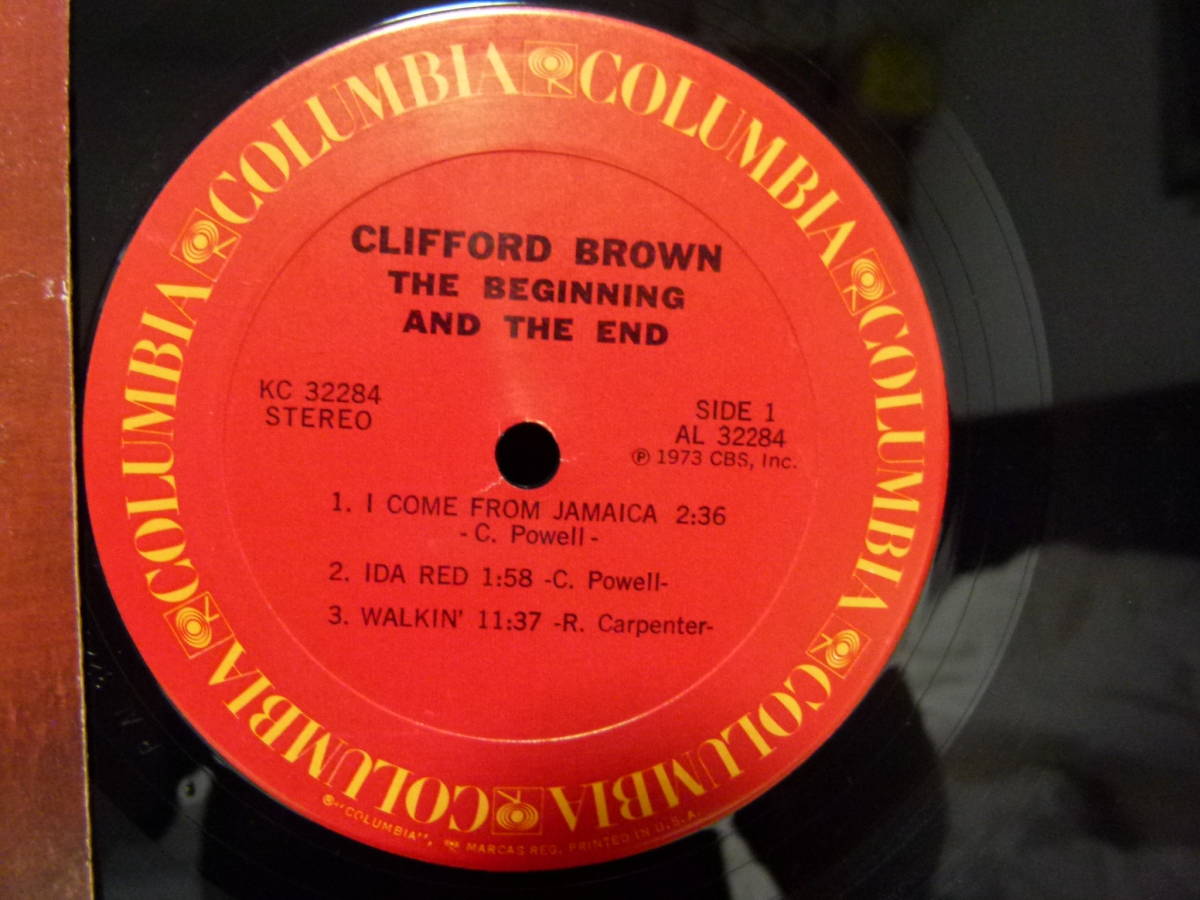 COLUMBIA COLUMBIA COLUMBIA COLUMBIA COLUMBIA COLUMBIA COLUMBIA COLUMBIA
CLIFFORD BROWN
THE BEGINNING
AND THE END
KC 32284
STEREO
SIDE 1
AL 32284
℗ 1973 CBS, Inc.
1. I COME FROM JAMAICA 2:36
-C. Powell-
2. IDA RED 1:58 -C. Powell-
3. WALKIN' 11:37 -R. Carpenter-
®"COLUMBIA", MARCAS REG. PRINTED IN U.S.A.